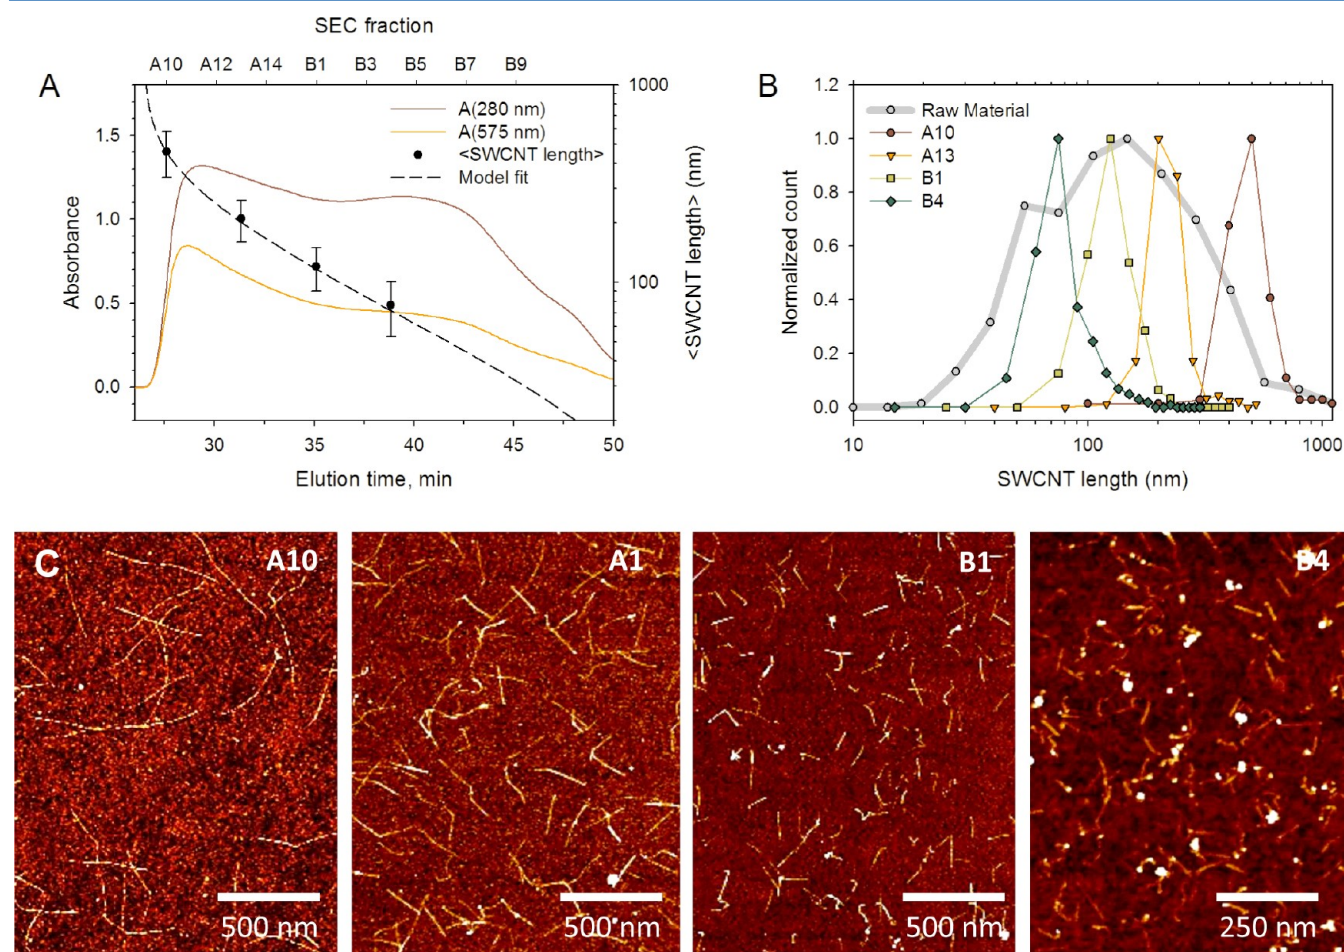 SEC fraction
A
A10 A12 A14 B1 B3 B5 B7 B9
1000
100
1.5
1.0
0.5
0.0
Absorbance
<SWCNT length> (nm)
A(280 nm)
A(575 nm)
<SWCNT length>
Model fit
30 35 40 45 50
Elution time, min
B
1.2
1.0
0.8
0.6
0.4
0.2
0.0
Normalized count
Raw Material
A10
A13
B1
B4
10 100 1000
SWCNT length (nm)
C
A10
500 nm
A1
500 nm
B1
500 nm
B4
250 nm